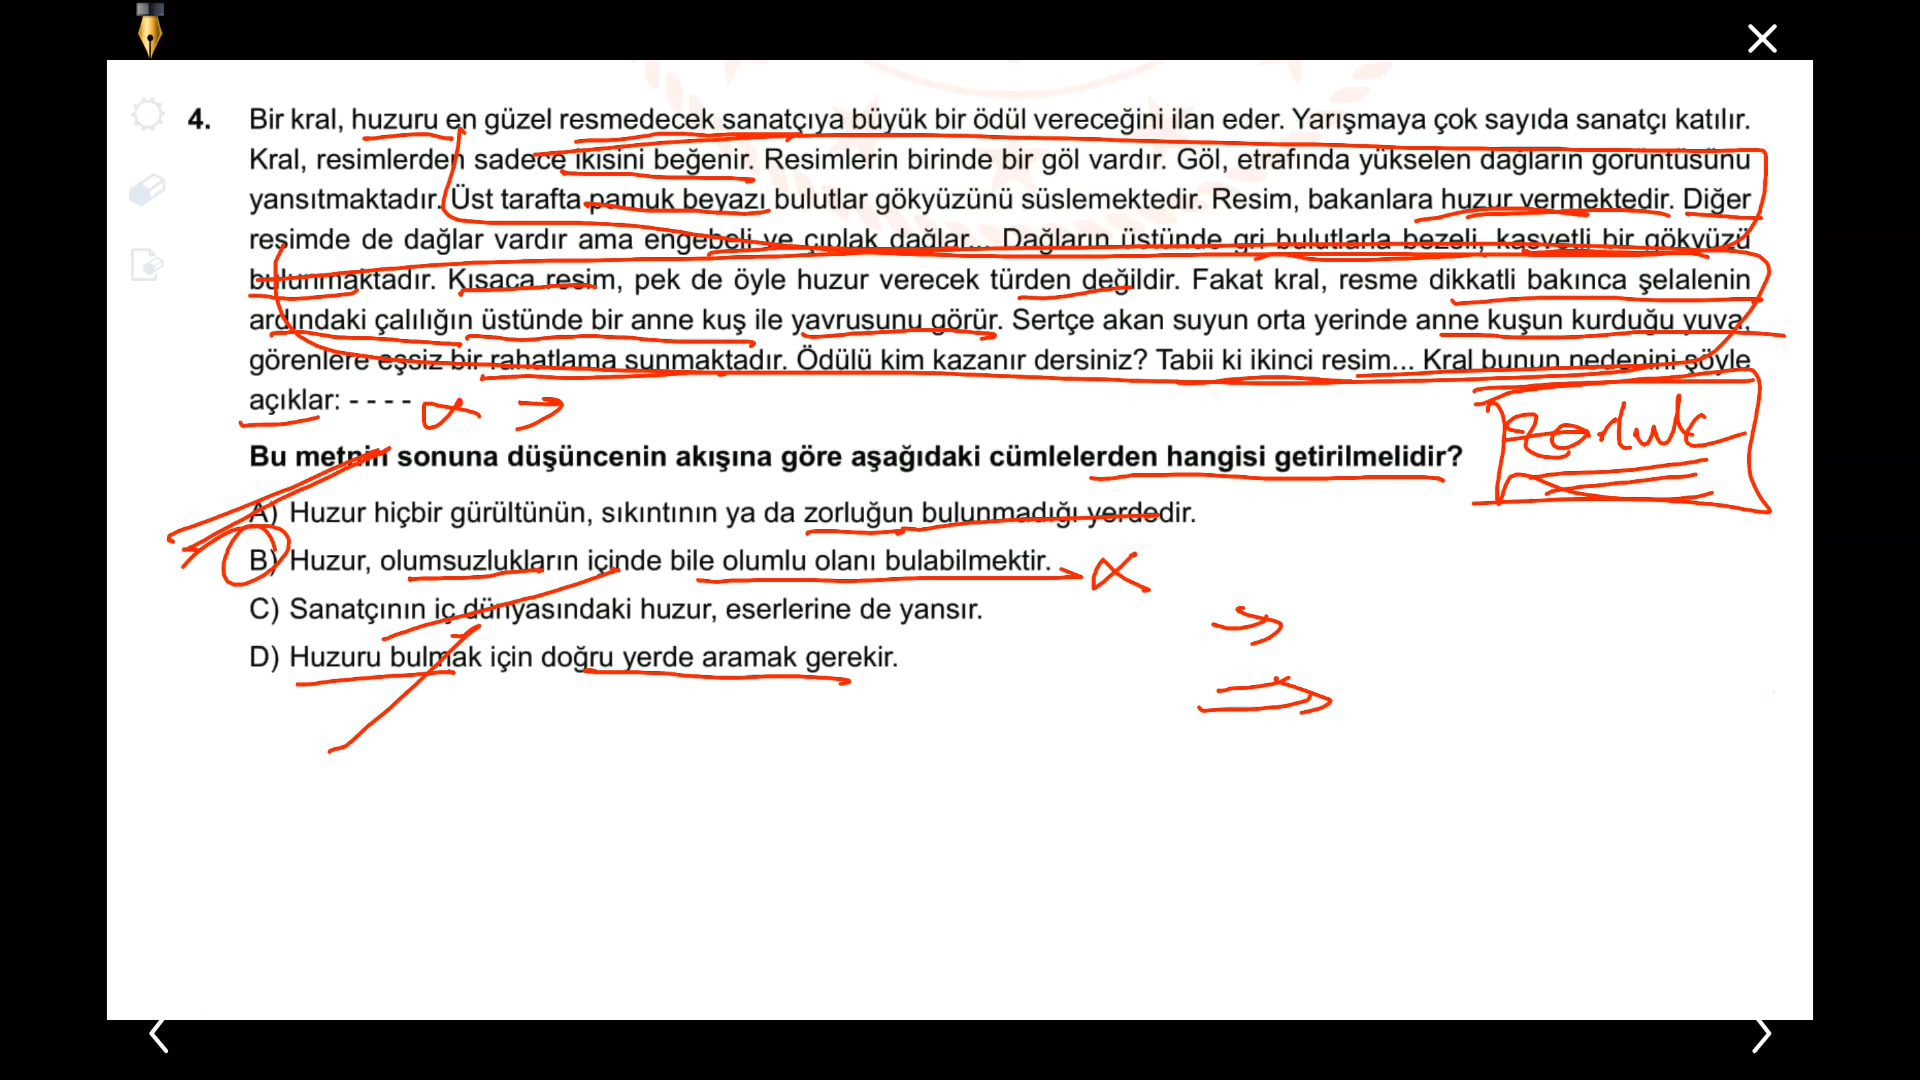 4. Bir kral, huzuru en güzel resmedecek sanatçıya büyük bir ödül vereceğini ilan eder. Yarışmaya çok sayıda sanatçı katılır.
Kral, resimlerden sadece ikisini beğenir. Resimlerin birinde bir göl vardır. Göl, etrafında yükselen dağların görüntüsünü
yansıtmaktadır. Üst tarafta pamuk beyazı bulutlar gökyüzünü süslemektedir. Resim, bakanlara huzur vermektedir. Diğer
resimde de dağlar vardır ama engebeli ve çıplak dağlar... Dağların üstünde gri bulutlarla bezeli, kasvetli bir gökyüzü
bulunmaktadır. Kısaca resim, pek de öyle huzur verecek türden değildir. Fakat kral, resme dikkatli bakınca şelalenin
ardındaki çalılığın üstünde bir anne kuş ile yavrusunu görür. Sertçe akan suyun orta yerinde anne kuşun kurduğu yuva,
görenlere eşsiz bir rahatlama sunmaktadır. Ödülü kim kazanır dersiniz? Tabii ki ikinci resim... Kral bunun nedenini şöyle
açıklar: - - - -
zorluk
Bu metnin sonuna düşüncenin akışına göre aşağıdaki cümlelerden hangisi getirilmelidir?
A) Huzur hiçbir gürültünün, sıkıntının ya da zorluğun bulunmadığı yerdedir.
B) Huzur, olumsuzlukların içinde bile olumlu olanı bulabilmektir.
C) Sanatçının iç dünyasındaki huzur, eserlerine de yansır.
D) Huzuru bulmak için doğru yerde aramak gerekir.